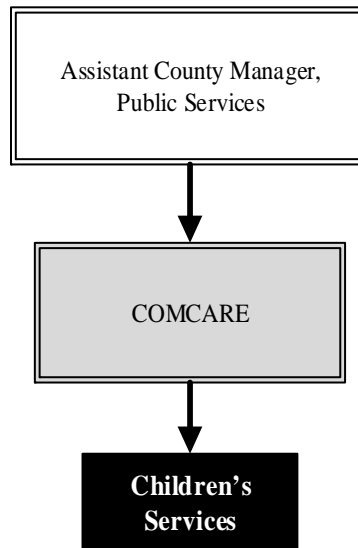 Assistant County Manager,
Public Services
COMCARE
Children’s
Services